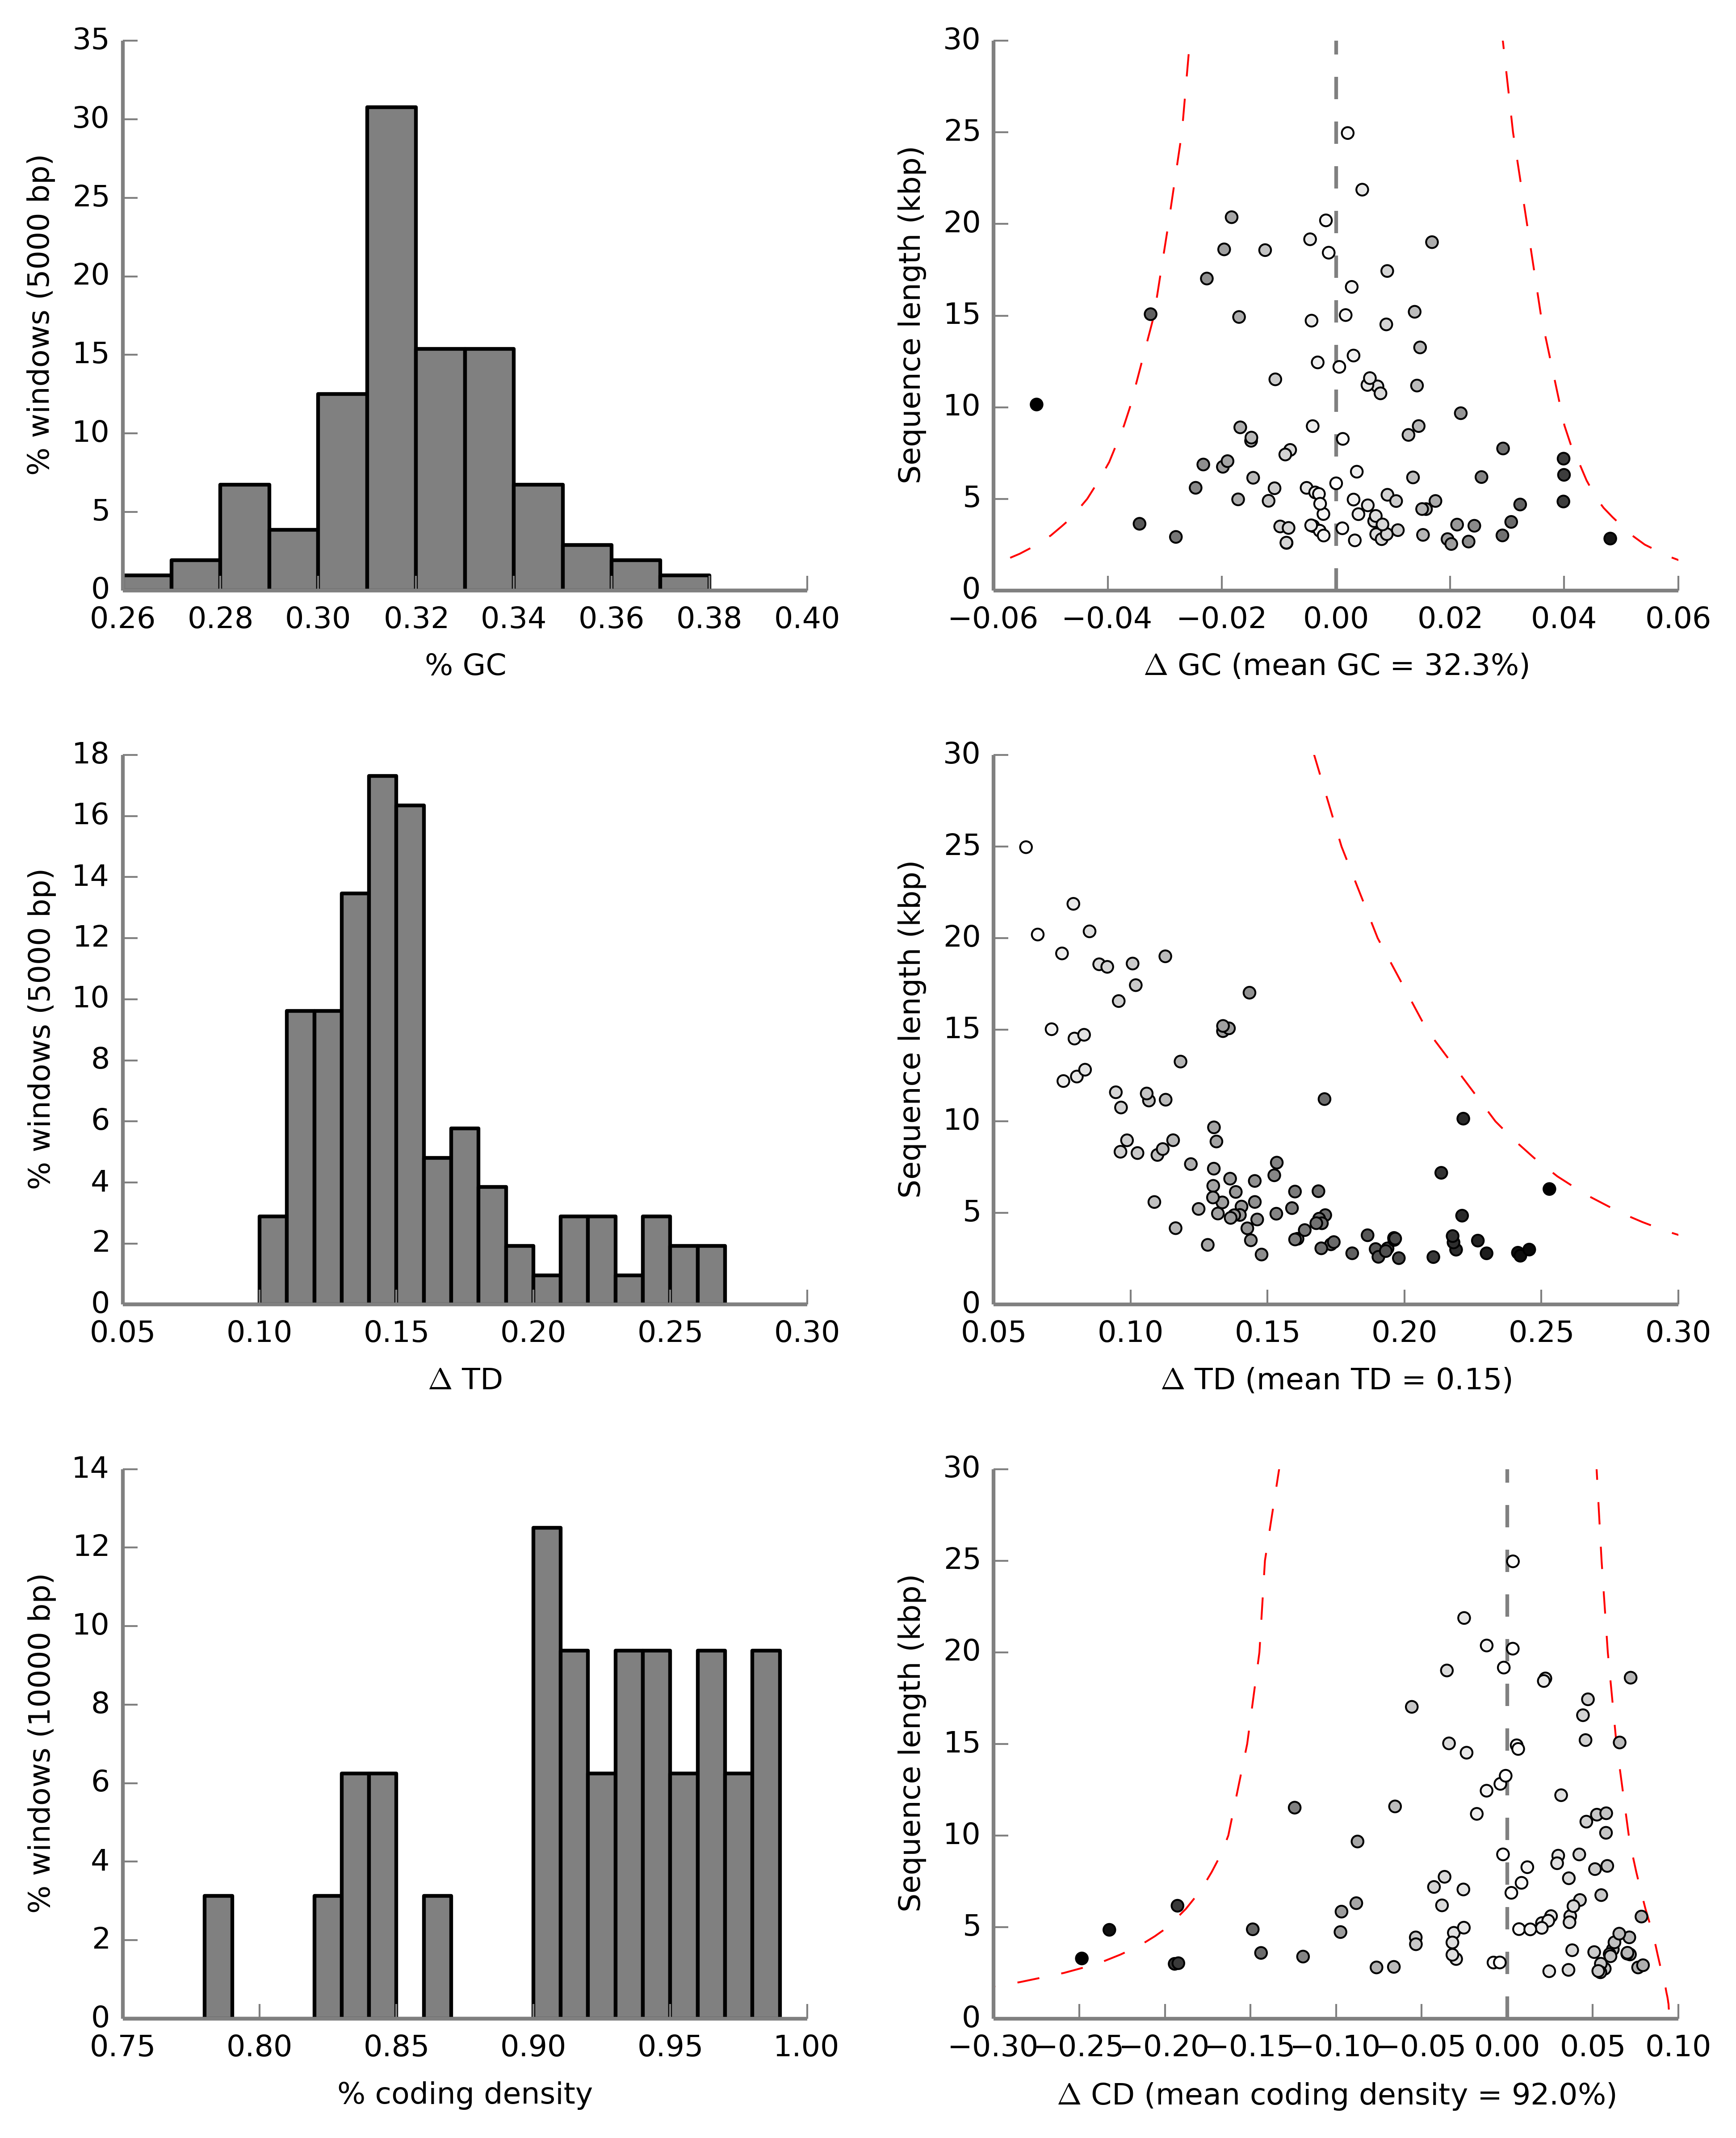 35
30
25
20
15
10
5
0
% windows (5000 bp)
0.26 0.28 0.30 0.32 0.34 0.36 0.38 0.40
% GC
30
25
20
15
10
5
0
Sequence length (kbp)
−0.06 −0.04 −0.02 0.00 0.02 0.04 0.06
Δ GC (mean GC = 32.3%)
18
16
14
12
10
8
6
4
2
0
% windows (5000 bp)
0.05 0.10 0.15 0.20 0.25 0.30
Δ TD
30
25
20
15
10
5
0
Sequence length (kbp)
0.05 0.10 0.15 0.20 0.25 0.30
Δ TD (mean TD = 0.15)
14
12
10
8
6
4
2
0
% windows (10000 bp)
0.75 0.80 0.85 0.90 0.95 1.00
% coding density
30
25
20
15
10
5
0
Sequence length (kbp)
−0.30 −0.25 −0.20 −0.15 −0.10 −0.05 0.00 0.05 0.10
Δ CD (mean coding density = 92.0%)